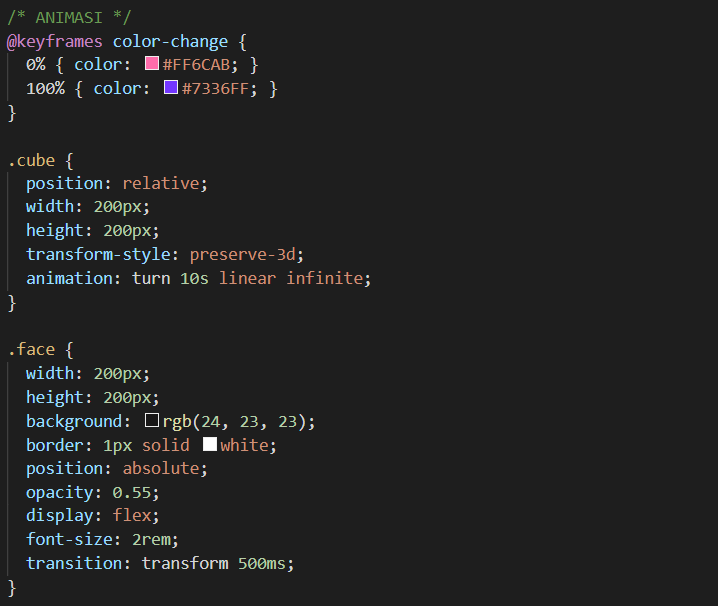 /* ANIMASI */
@keyframes color-change {
  0% { color: #FF6CAB; }
  100% { color: #7336FF; }
}

.cube {
  position: relative;
  width: 200px;
  height: 200px;
  transform-style: preserve-3d;
  animation: turn 10s linear infinite;
}

.face {
  width: 200px;
  height: 200px;
  background: rgb(24, 23, 23);
  border: 1px solid white;
  position: absolute;
  opacity: 0.55;
  display: flex;
  font-size: 2rem;
  transition: transform 500ms;
}